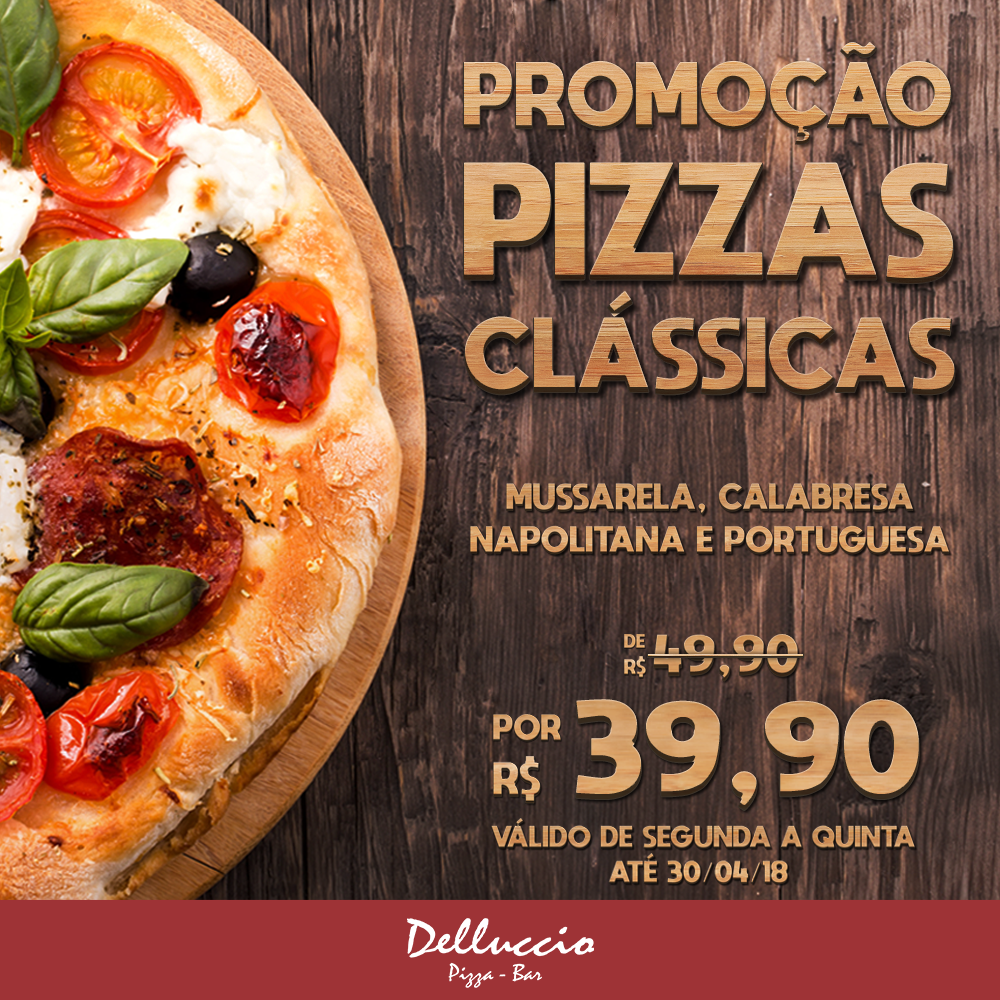 PROMOÇÃO
PIZZAS
CLÁSSICAS
MUSSARELA, CALABRESA
NAPOLITANA E PORTUGUESA
DE
R$ 49,90
POR
R$ 39,90
VÁLIDO DE SEGUNDA A QUINTA
ATÉ 30/04/18
Delluccio
Pizza - Bar